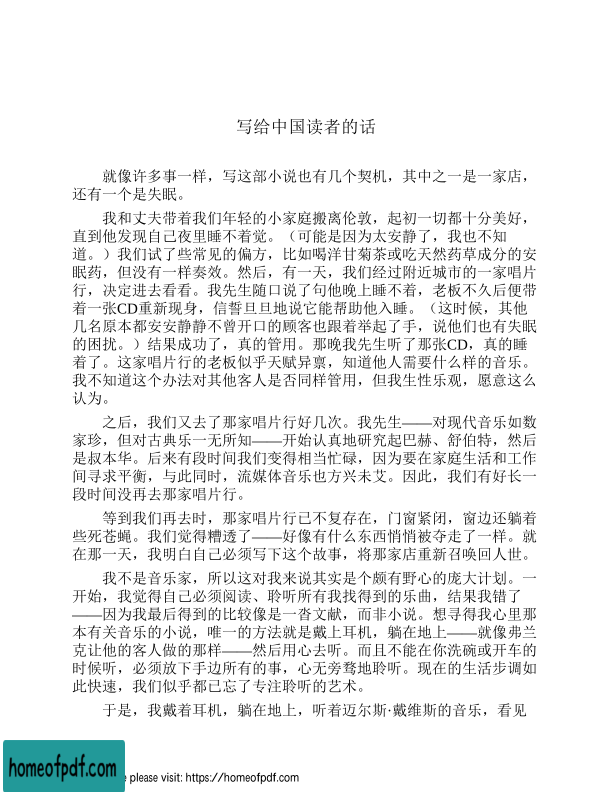 写给中国读者的话
就像许多事一样，写这部小说也有几个契机，其中之一是一家店，
还有一个是失眠。
我和丈夫带着我们年轻的小家庭搬离伦敦，起初一切都十分美好，
直到他发现自己夜里睡不着觉。（可能是因为太安静了，我也不知
道。）我们试了些常见的偏方，比如喝洋甘菊茶或吃天然药草成分的安
眠药，但没有一样奏效。然后，有一天，我们经过附近城市的一家唱片
行，决定进去看看。我先生随口说了句他晚上睡不着，老板不久后便带
着一张CD重新现身，信誓旦旦地说它能帮助他入睡。（这时候，其他
几名原本都安安静静不曾开口的顾客也跟着举起了手，说他们也有失眠
的困扰。）结果成功了，真的管用。那晚我先生听了那张CD，真的睡
着了。这家唱片行的老板似乎天赋异禀，知道他人需要什么样的音乐。
我不知道这个办法对其他客人是否同样管用，但我生性乐观，愿意这么
认为。
之后，我们又去了那家唱片行好几次。我先生——对现代音乐如数
家珍，但对古典乐一无所知——开始认真地研究起巴赫、舒伯特，然后
是叔本华。后来有段时间我们变得相当忙碌，因为要在家庭生活和工作
间寻求平衡，与此同时，流媒体音乐也方兴未艾。因此，我们有好长一
段时间没再去那家唱片行。
等到我们再去时，那家唱片行已不复存在，门窗紧闭，窗边还躺着
些死苍蝇。我们觉得糟透了——好像有什么东西悄悄被夺走了一样。就
在那一天，我明白自己必须写下这个故事，将那家店重新召唤回人世。
我不是音乐家，所以这对我来说其实是个颇有野心的庞大计划。一
开始，我觉得自己必须阅读、聆听所有我找得到的乐曲，结果我错了
——因为我最后得到的比较像是一沓文献，而非小说。想寻得我心里那
本有关音乐的小说，唯一的方法就是戴上耳机，躺在地上——就像弗兰
克让他的客人做的那样——然后用心去听。而且不能在你洗碗或开车的
时候听，必须放下手边所有的事，心无旁骛地聆听。现在的生活步调如
此快速，我们似乎都已忘了专注聆听的艺术。
于是，我戴着耳机，躺在地上，听着迈尔斯·戴维斯的音乐，看见
homeofpdf.com
please visit: https://homeofpdf.com